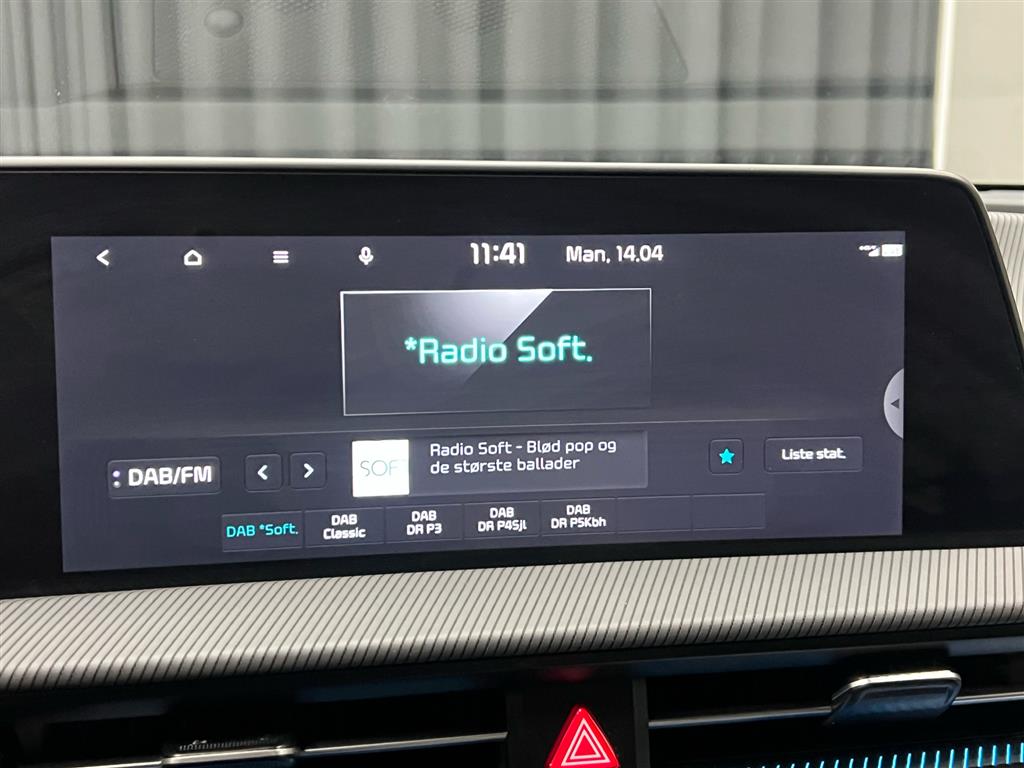 11:41 Man. 14.04
*Radio Soft.
DAB/FM
SOFT
Radio Soft - Blød pop og
de største ballader
Liste stat.
DAB *Soft.
DAB
Classic
DAB
DR P3
DAB
DR P4Sjl
DAB
DR P5Kbh